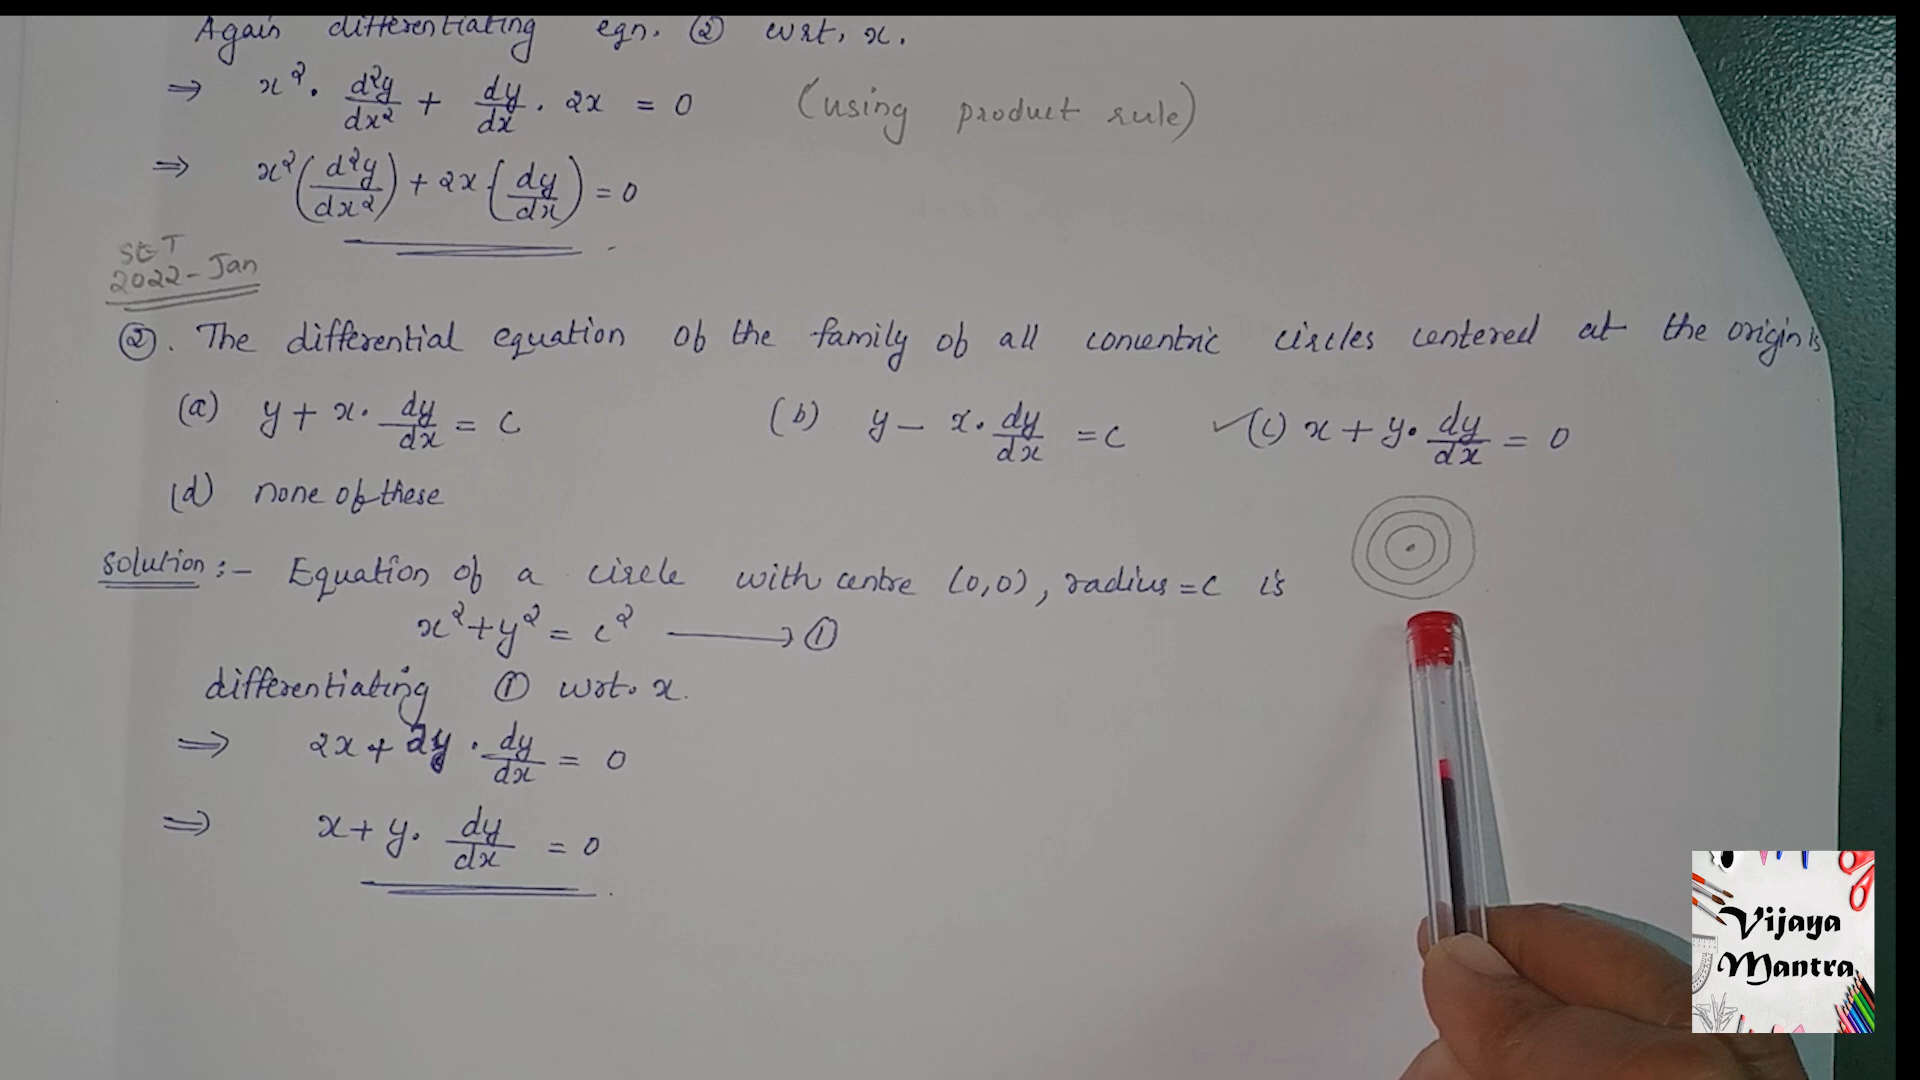 Again differentiating eqn. ② wrt. x.
⇒ x² · d²y/dx² + dy/dx · 2x = 0 (using product rule)
⇒ x² (d²y/dx²) + 2x (dy/dx) = 0
SET
2022 - Jan
②. The differential equation of the family of all concentric circles centered at the origin is
(a) y + x · dy/dx = c (b) y - x · dy/dx = c ✓(c) x + y · dy/dx = 0
(d) none of these
Solution :- Equation of a circle with centre (0,0), radius = c is
x² + y² = c² ⟶ ①
differentiating ① wrt. x.
⇒ 2x + 2y · dy/dx = 0
⇒ x + y · dy/dx = 0
Vijaya
Mantra